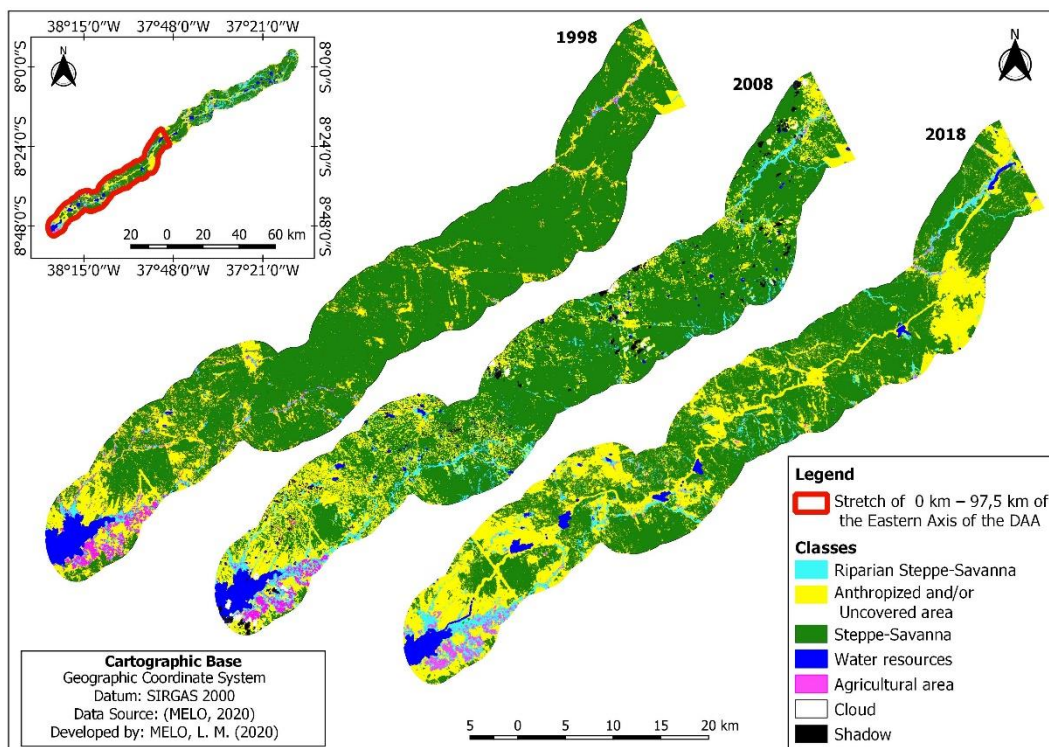 38°15'0"W 37°48'0"W 37°21'0"W
N
8°0'0"S 8°24'0"S 8°48'0"S
8°0'0"S 8°24'0"S 8°48'0"S
20 0 20 40 60 km
38°15'0"W 37°48'0"W 37°21'0"W
1998
2008
2018
N
Legend
Stretch of 0 km – 97,5 km of
the Eastern Axis of the DAA
Classes
Riparian Steppe-Savanna
Anthropized and/or
Uncovered area
Steppe-Savanna
Water resources
Agricultural area
Cloud
Shadow
Cartographic Base
Geographic Coordinate System
Datum: SIRGAS 2000
Data Source: (MELO, 2020)
Developed by: MELO, L. M. (2020)
5 0 5 10 15 20 km